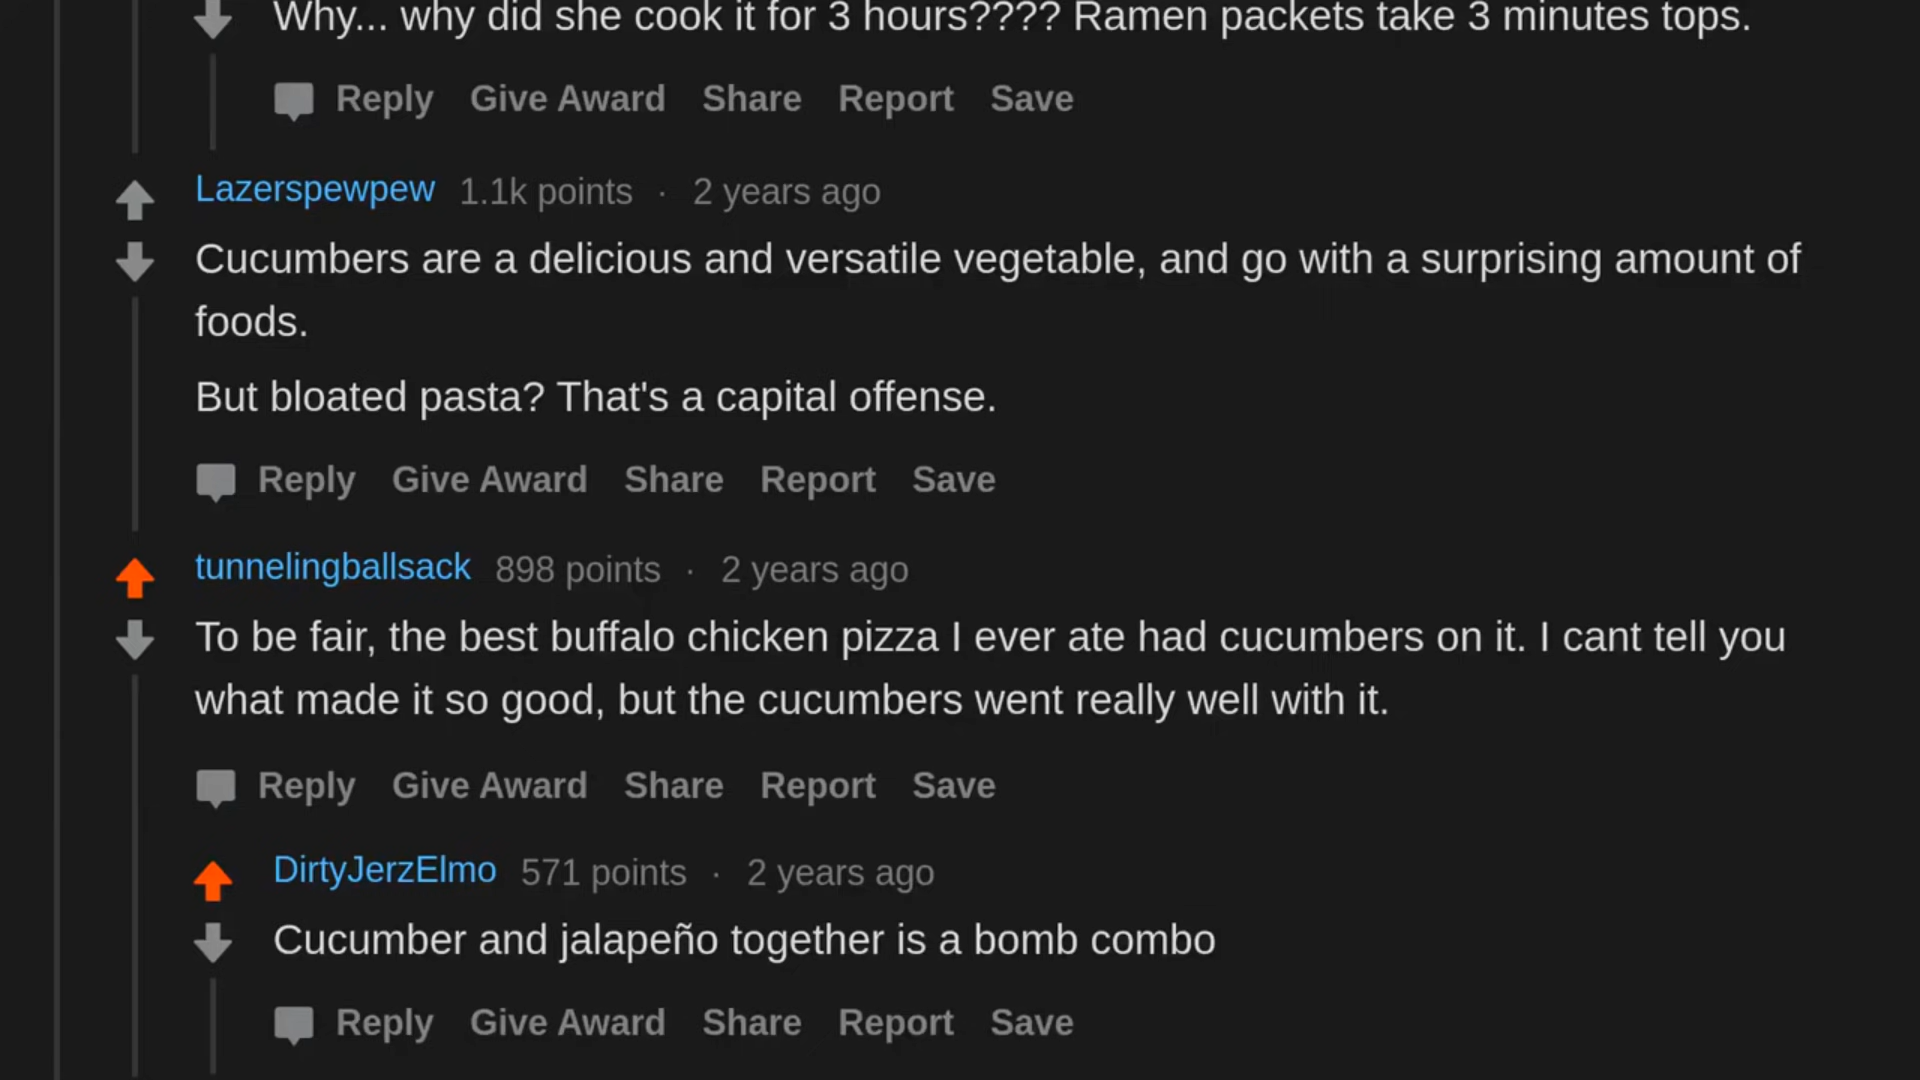 Why... why did she cook it for 3 hours???? Ramen packets take 3 minutes tops.
Reply Give Award Share Report Save
Lazerspewpew 1.1k points · 2 years ago
Cucumbers are a delicious and versatile vegetable, and go with a surprising amount of
foods.
But bloated pasta? That's a capital offense.
Reply Give Award Share Report Save
tunnelingballsack 898 points · 2 years ago
To be fair, the best buffalo chicken pizza I ever ate had cucumbers on it. I cant tell you
what made it so good, but the cucumbers went really well with it.
Reply Give Award Share Report Save
DirtyJerzElmo 571 points · 2 years ago
Cucumber and jalapeño together is a bomb combo
Reply Give Award Share Report Save